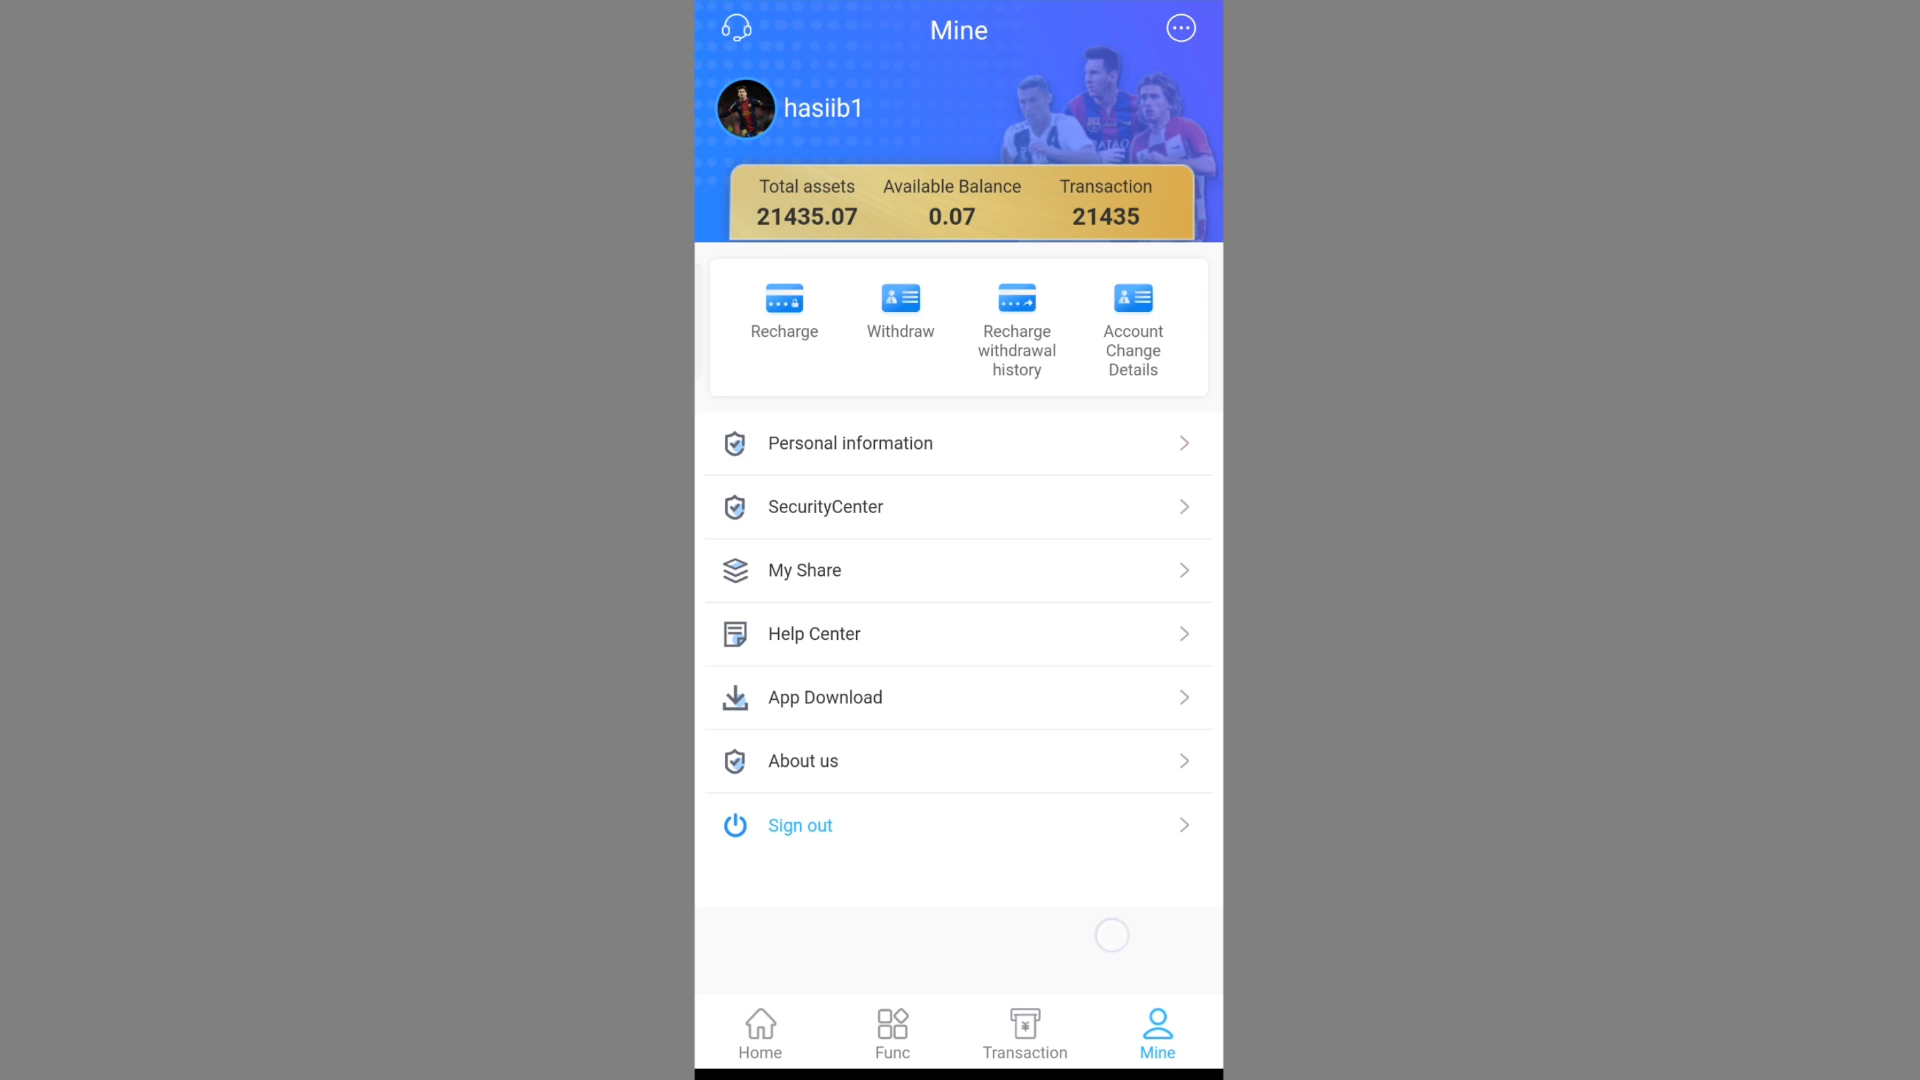 Mine
hasiib1
Total assets Available Balance Transaction
21435.07 0.07 21435
Recharge
Withdraw
Recharge
withdrawal
history
Account
Change
Details
Personal information
SecurityCenter
My Share
Help Center
App Download
About us
Sign out
Home
Func
¥
Transaction
Mine